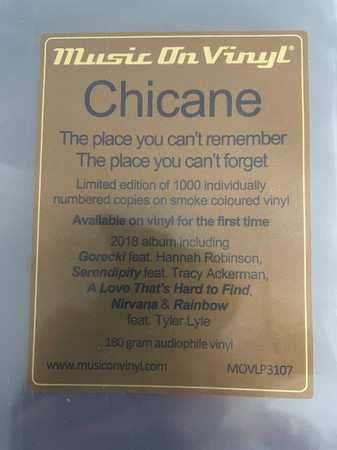 Music On Vinyl®
Chicane
The place you can't remember
The place you can't forget
Limited edition of 1000 individually
numbered copies on smoke coloured vinyl
Available on vinyl for the first time
2018 album including
Gorecki feat. Hannah Robinson,
Serendipity feat. Tracy Ackerman,
A Love That's Hard to Find,
Nirvana & Rainbow
feat. Tyler Lyle
180 gram audiophile vinyl
www.musiconvinyl.com MOVLP3107